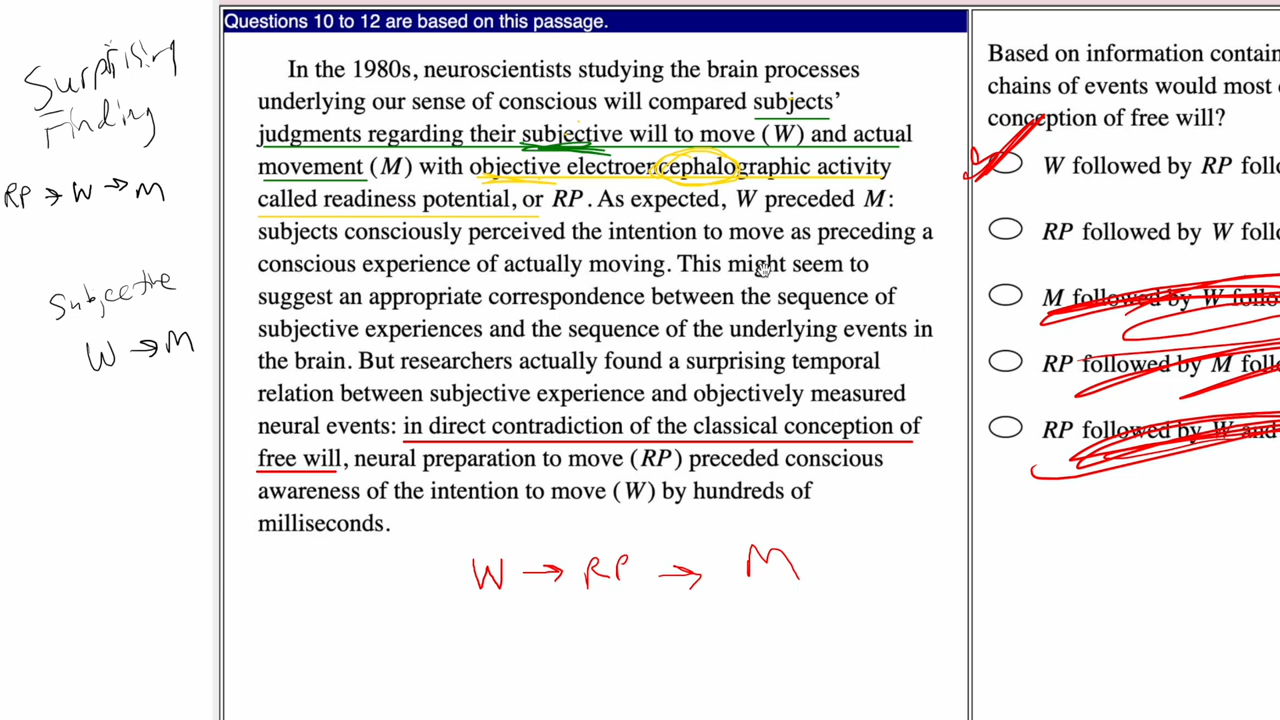 Questions 10 to 12 are based on this passage.
Surprising
Finding
RP → W → M
Subjective
W → M
In the 1980s, neuroscientists studying the brain processes
underlying our sense of conscious will compared subjects’
judgments regarding their subjective will to move (W) and actual
movement (M) with objective electroencephalographic activity
called readiness potential, or RP. As expected, W preceded M:
subjects consciously perceived the intention to move as preceding a
conscious experience of actually moving. This might seem to
suggest an appropriate correspondence between the sequence of
subjective experiences and the sequence of the underlying events in
the brain. But researchers actually found a surprising temporal
relation between subjective experience and objectively measured
neural events: in direct contradiction of the classical conception of
free will, neural preparation to move (RP) preceded conscious
awareness of the intention to move (W) by hundreds of
milliseconds.
W → RP → M
Based on information contain
chains of events would most
conception of free will?
W followed by RP follo
RP followed by W follo
M followed by W follo
RP followed by M follo
RP followed by W and